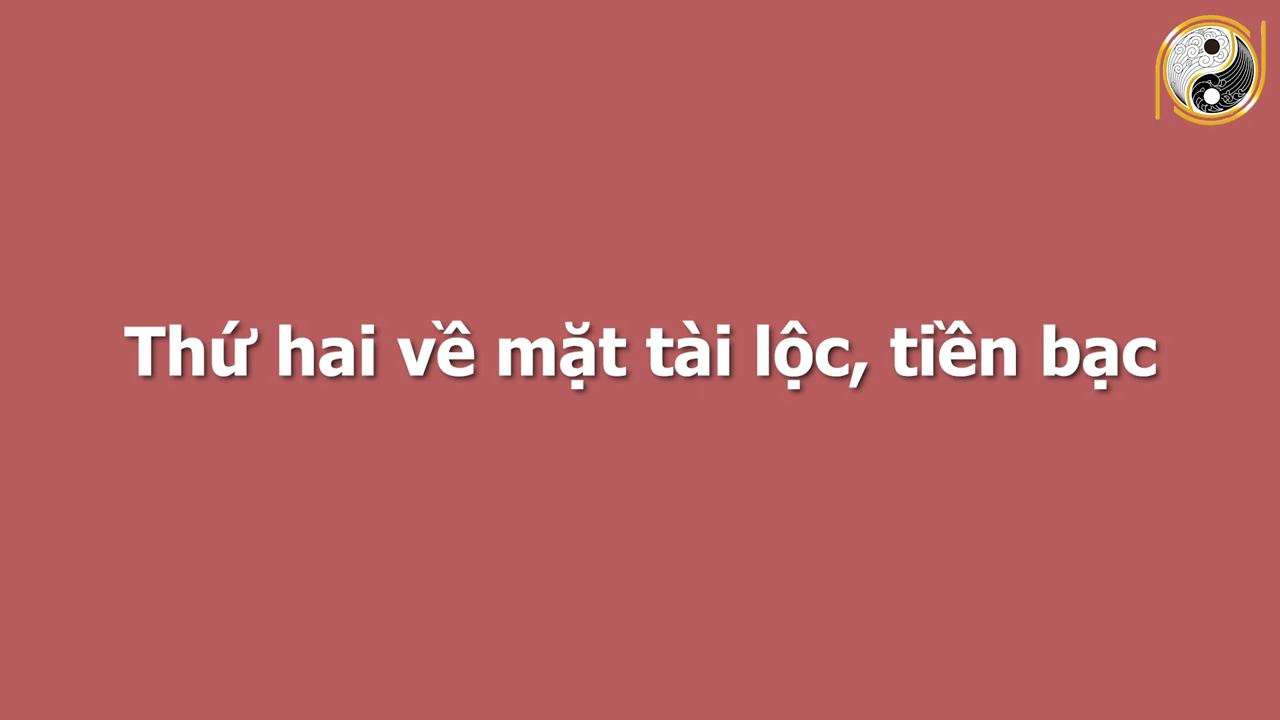 Thứ hai về mặt tài lộc, tiền bạc